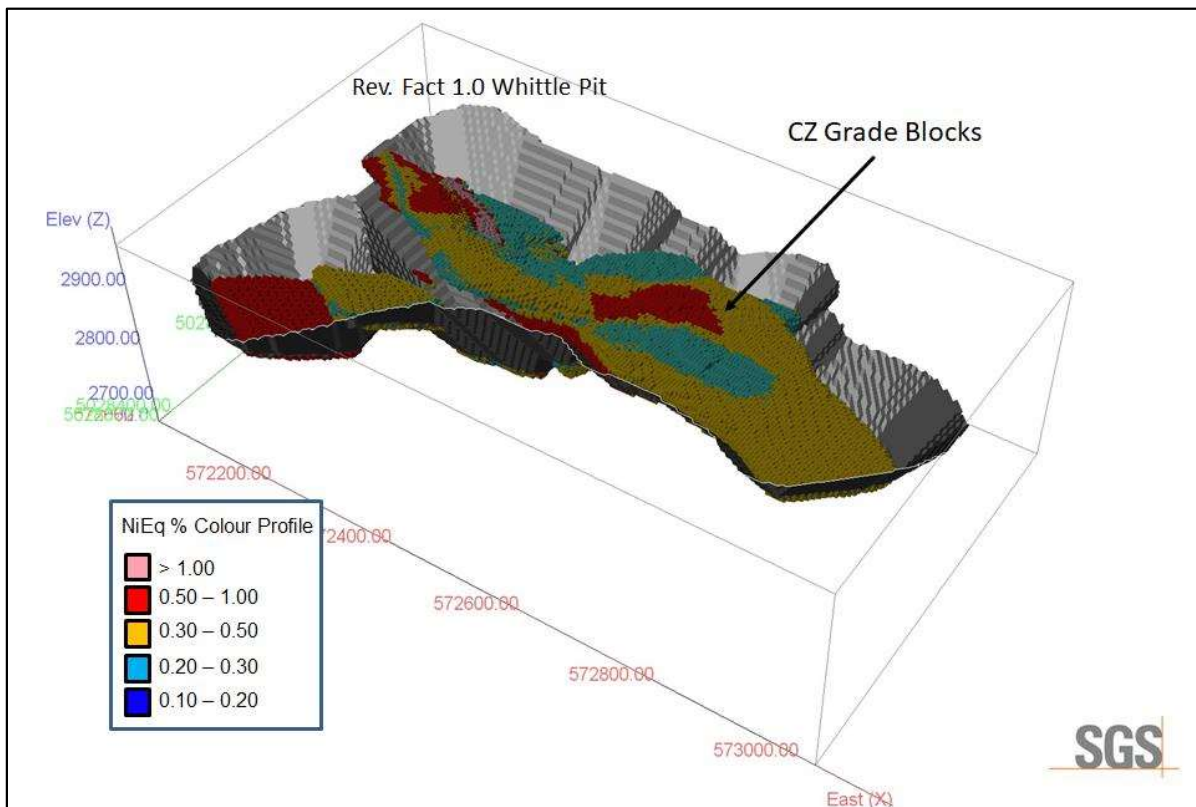 Rev. Fact 1.0 Whittle Pit
CZ Grade Blocks
Elev (Z)
2900.00
2800.00
2700.00
572200.00
572600.00
572800.00
573000.00
East (X)
NiEq % Colour Profile
> 1.00
0.50 – 1.00
0.30 – 0.50
0.20 – 0.30
0.10 – 0.20
SGS